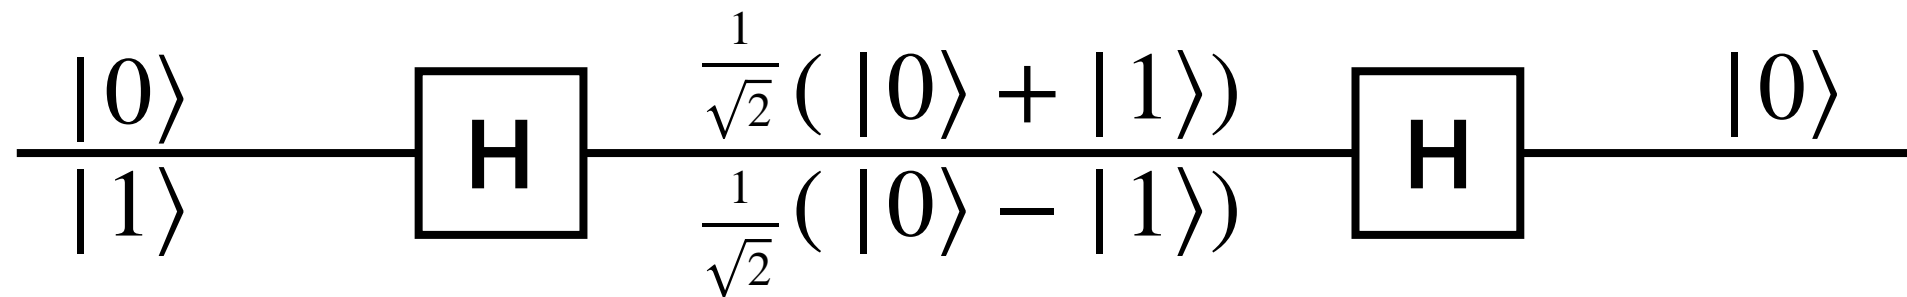 |0⟩ H 1/√2 ( |0⟩ + |1⟩) H |0⟩
|1⟩ 1/√2 ( |0⟩ − |1⟩)